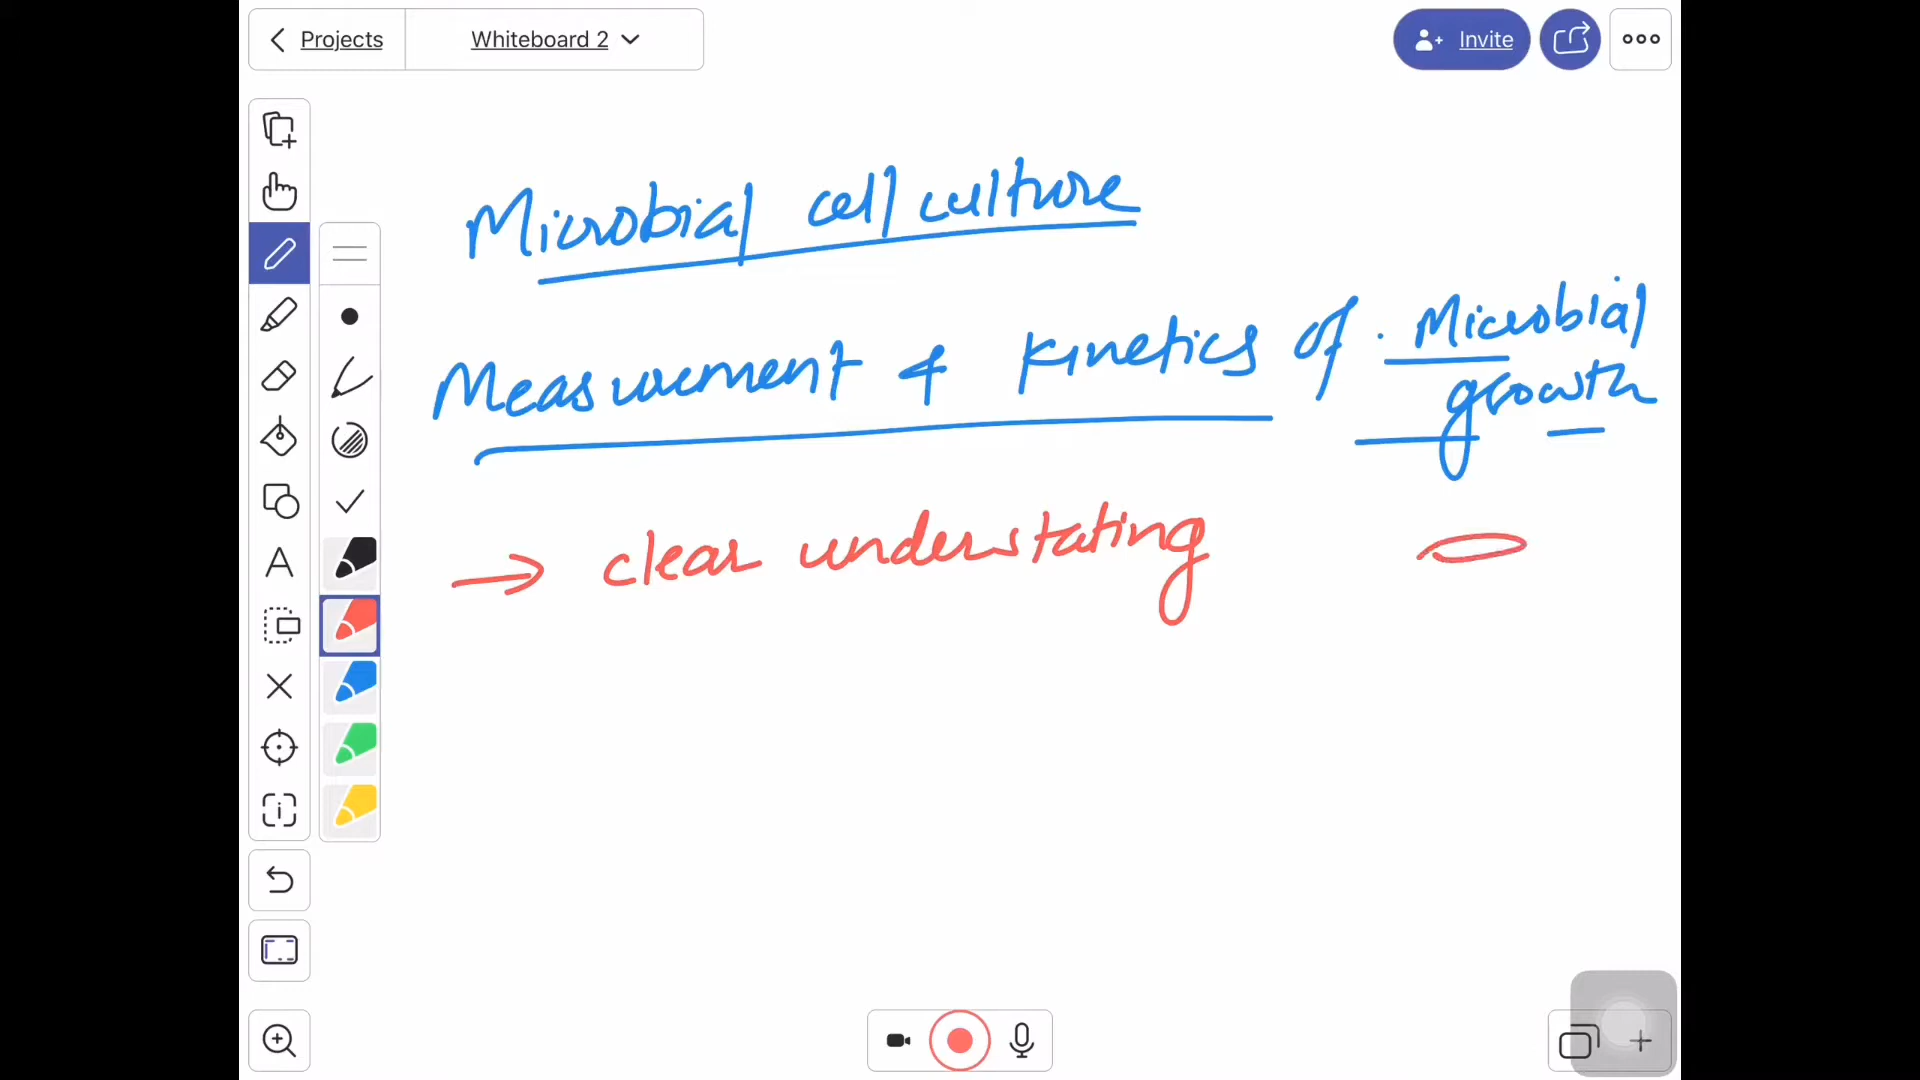 Projects
Whiteboard 2
Invite
Microbial cell culture
Measurement & Kinetics of . Microbial
growth
→ clear understating